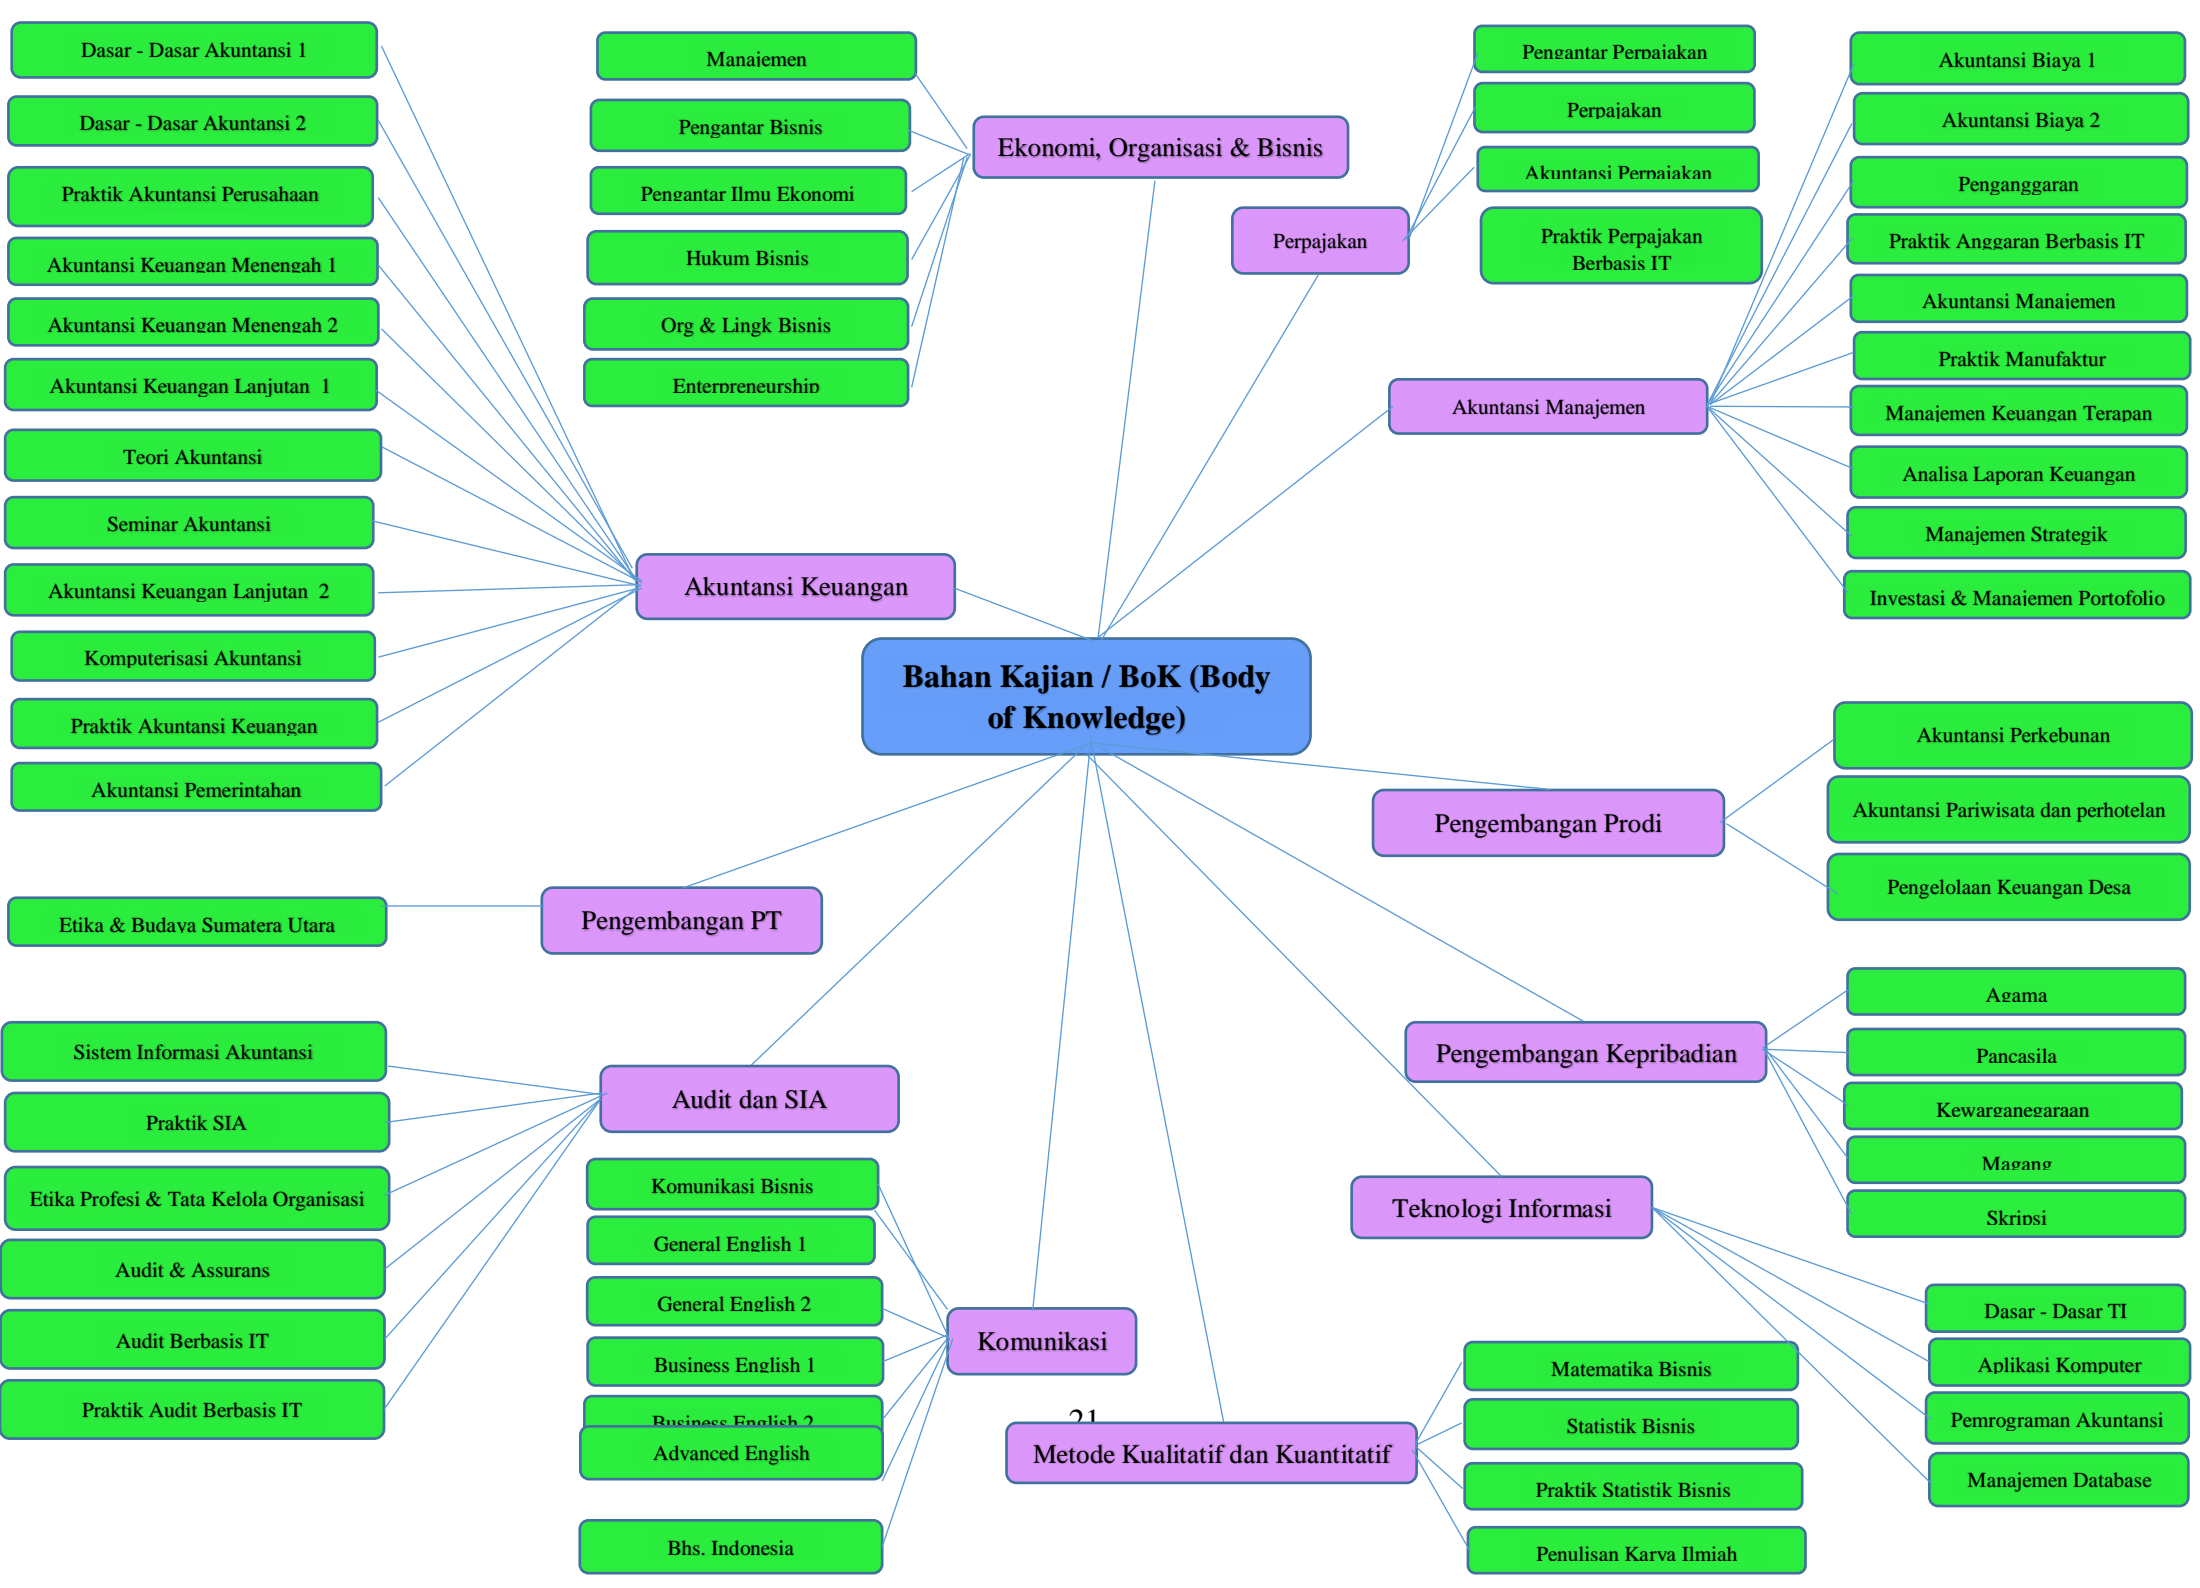 Dasar - Dasar Akuntansi 1
Dasar - Dasar Akuntansi 2
Praktik Akuntansi Perusahaan
Akuntansi Keuangan Menengah 1
Akuntansi Keuangan Menengah 2
Akuntansi Keuangan Lanjutan 1
Teori Akuntansi
Seminar Akuntansi
Akuntansi Keuangan Lanjutan 2
Komputerisasi Akuntansi
Praktik Akuntansi Keuangan
Akuntansi Pemerintahan
Akuntansi Keuangan
Manajemen
Pengantar Bisnis
Pengantar Ilmu Ekonomi
Hukum Bisnis
Org & Lingk Bisnis
Enterpreneurship
Ekonomi, Organisasi & Bisnis
Pengantar Perpajakan
Perpajakan
Akuntansi Perpajakan
Praktik Perpajakan
Berbasis IT
Perpajakan
Akuntansi Biaya 1
Akuntansi Biaya 2
Penganggaran
Praktik Anggaran Berbasis IT
Akuntansi Manajemen
Praktik Manufaktur
Manajemen Keuangan Terapan
Analisa Laporan Keuangan
Manajemen Strategik
Investasi & Manajemen Portofolio
Akuntansi Manajemen
Bahan Kajian / BoK (Body
of Knowledge)
Pengembangan Prodi
Akuntansi Perkebunan
Akuntansi Pariwisata dan perhotelan
Pengelolaan Keuangan Desa
Etika & Budaya Sumatera Utara
Pengembangan PT
Sistem Informasi Akuntansi
Praktik SIA
Etika Profesi & Tata Kelola Organisasi
Audit & Assurans
Audit Berbasis IT
Praktik Audit Berbasis IT
Audit dan SIA
Komunikasi Bisnis
General English 1
General English 2
Business English 1
Business English 2
Advanced English
Bhs. Indonesia
Komunikasi
21
Metode Kualitatif dan Kuantitatif
Matematika Bisnis
Statistik Bisnis
Praktik Statistik Bisnis
Penulisan Karya Ilmiah
Pengembangan Kepribadian
Agama
Pancasila
Kewarganegaraan
Magang
Skripsi
Teknologi Informasi
Dasar - Dasar TI
Aplikasi Komputer
Pemrograman Akuntansi
Manajemen Database